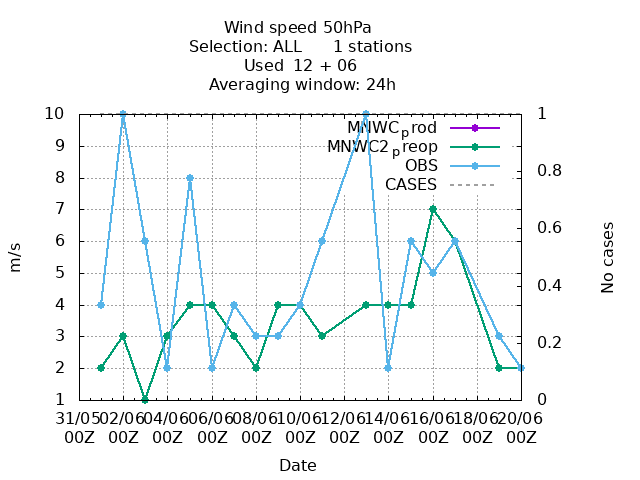 Wind speed 50hPa
Selection: ALL      1 stations
Used  12 + 06
Averaging window: 24h
10 1
9
8 0.8
7
6 0.6
5
4 0.4
3
2 0.2
1 0
MNWCprod
MNWC2preop
OBS
CASES
m/s
No cases
31/05 02/06 04/06 06/06 08/06 10/06 12/06 14/06 16/06 18/06 20/06
00Z 00Z 00Z 00Z 00Z 00Z 00Z 00Z 00Z 00Z 00Z
Date